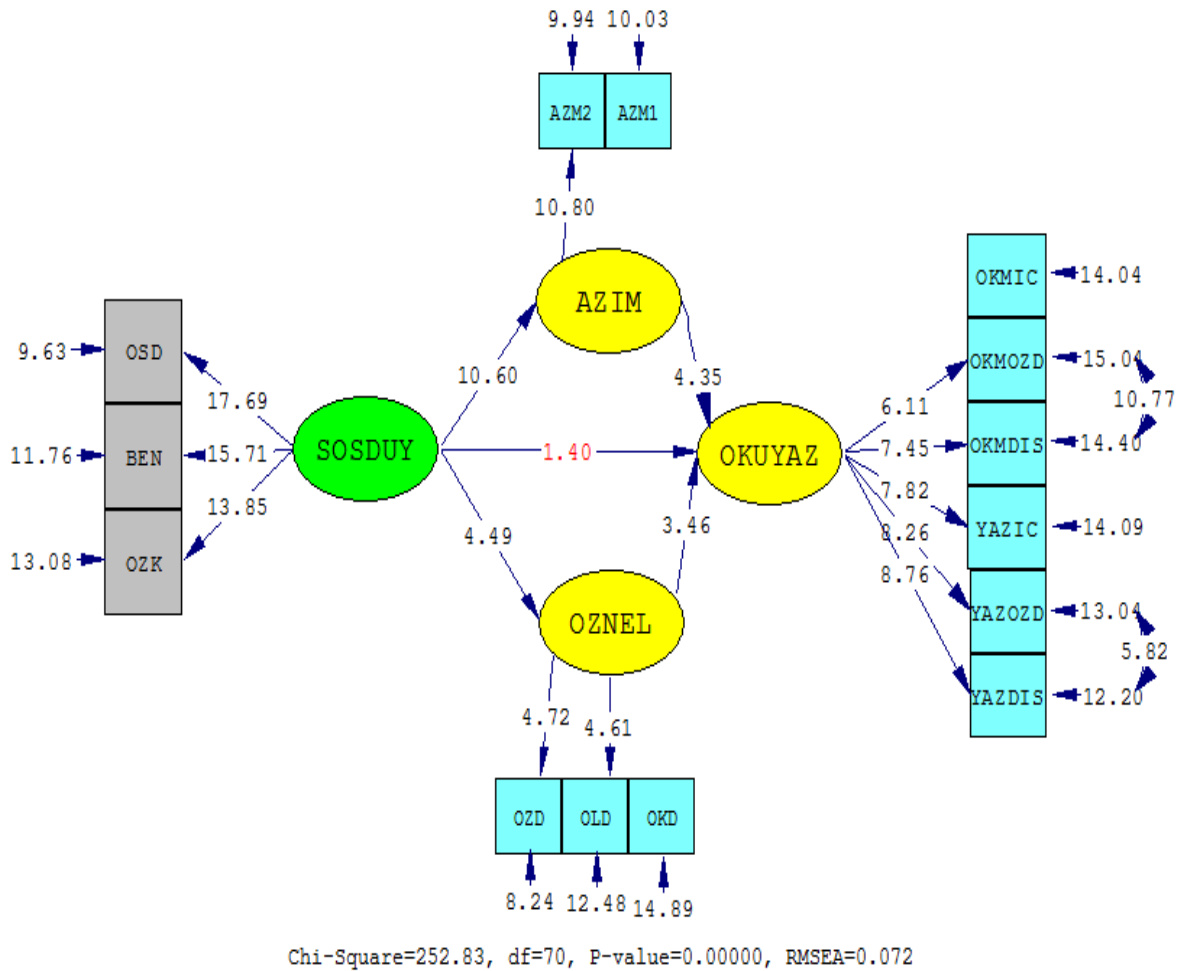 9.94 10.03
AZM2 AZM1
10.80
AZIM
10.60
4.35
9.63 OSD
17.69
11.76 BEN
15.71
13.85
13.08 OZK
SOSDUY
1.40
OKUYAZ
4.49
3.46
OZNEL
4.72
4.61
OZD OLD OKD
8.24 12.48 14.89
OKMIC 14.04
6.11
OKMOZD 15.04
10.77
7.45
OKMDIS 14.40
7.82
YAZIC 14.09
8.26
8.76
YAZOZD 13.04
5.82
YAZDIS 12.20
Chi-Square=252.83, df=70, P-value=0.00000, RMSEA=0.072